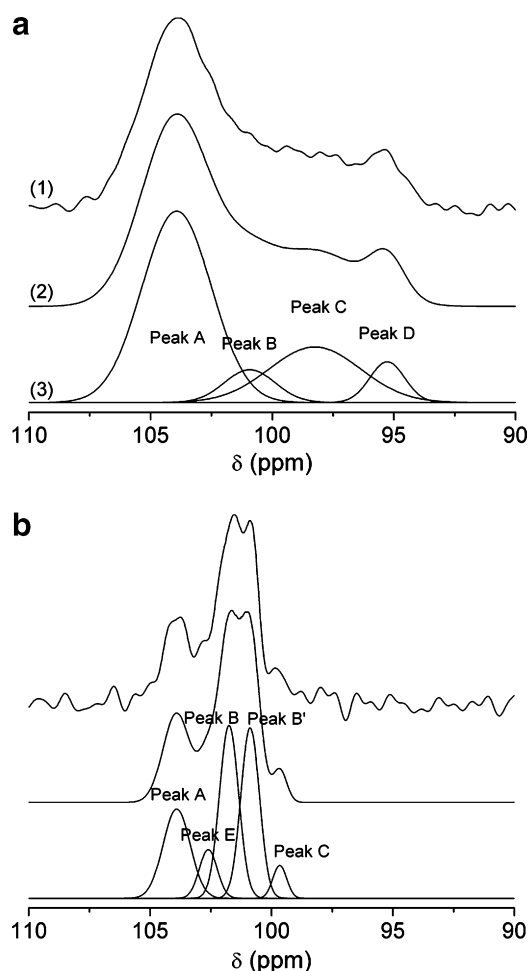 a
(1)
(2)
Peak C
Peak A
Peak B
Peak D
(3)
110 105 100 95 90
δ (ppm)
b
Peak B Peak B'
Peak A
Peak E
Peak C
110 105 100 95 90
δ (ppm)